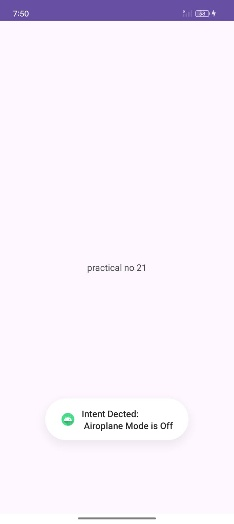 7:50
practical no 21
Intent Dected:
Airoplane Mode is Off